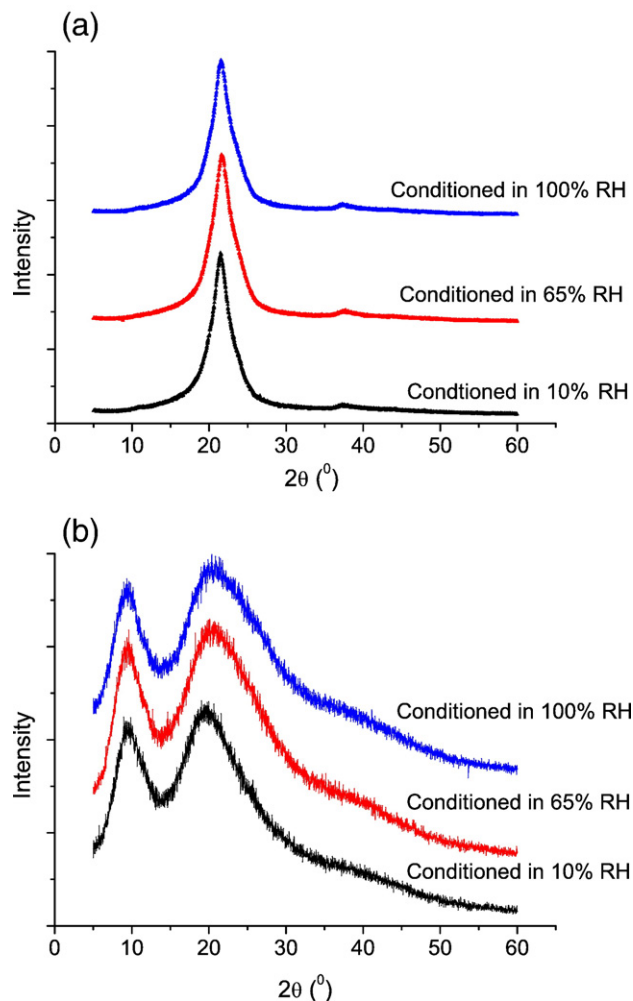 (a)
Intensity
Conditioned in 100% RH
Conditioned in 65% RH
Condtioned in 10% RH
0 10 20 30 40 50 60
2θ (⁰)
(b)
Intensity
Conditioned in 100% RH
Conditioned in 65% RH
Conditioned in 10% RH
0 10 20 30 40 50 60
2θ (⁰)